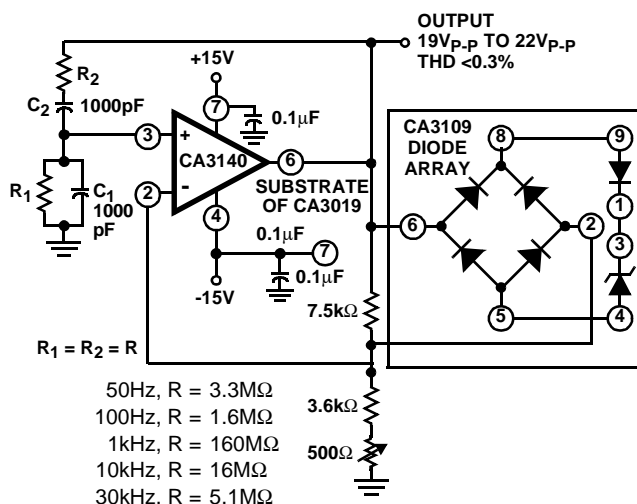 OUTPUT
19VP-P TO 22VP-P
THD <0.3%
+15V
R2
C2 1000pF
7
0.1μF
CA3109
DIODE
ARRAY
8
9
3
+
CA3140
6
2
-
SUBSTRATE
OF CA3019
R1
C1
1000
pF
4
0.1μF
7
0.1μF
-15V
6
2
1
3
5
4
7.5kΩ
R1 = R2 = R
50Hz, R = 3.3MΩ
100Hz, R = 1.6MΩ
1kHz, R = 160MΩ
10kHz, R = 16MΩ
30kHz, R = 5.1MΩ
3.6kΩ
500Ω